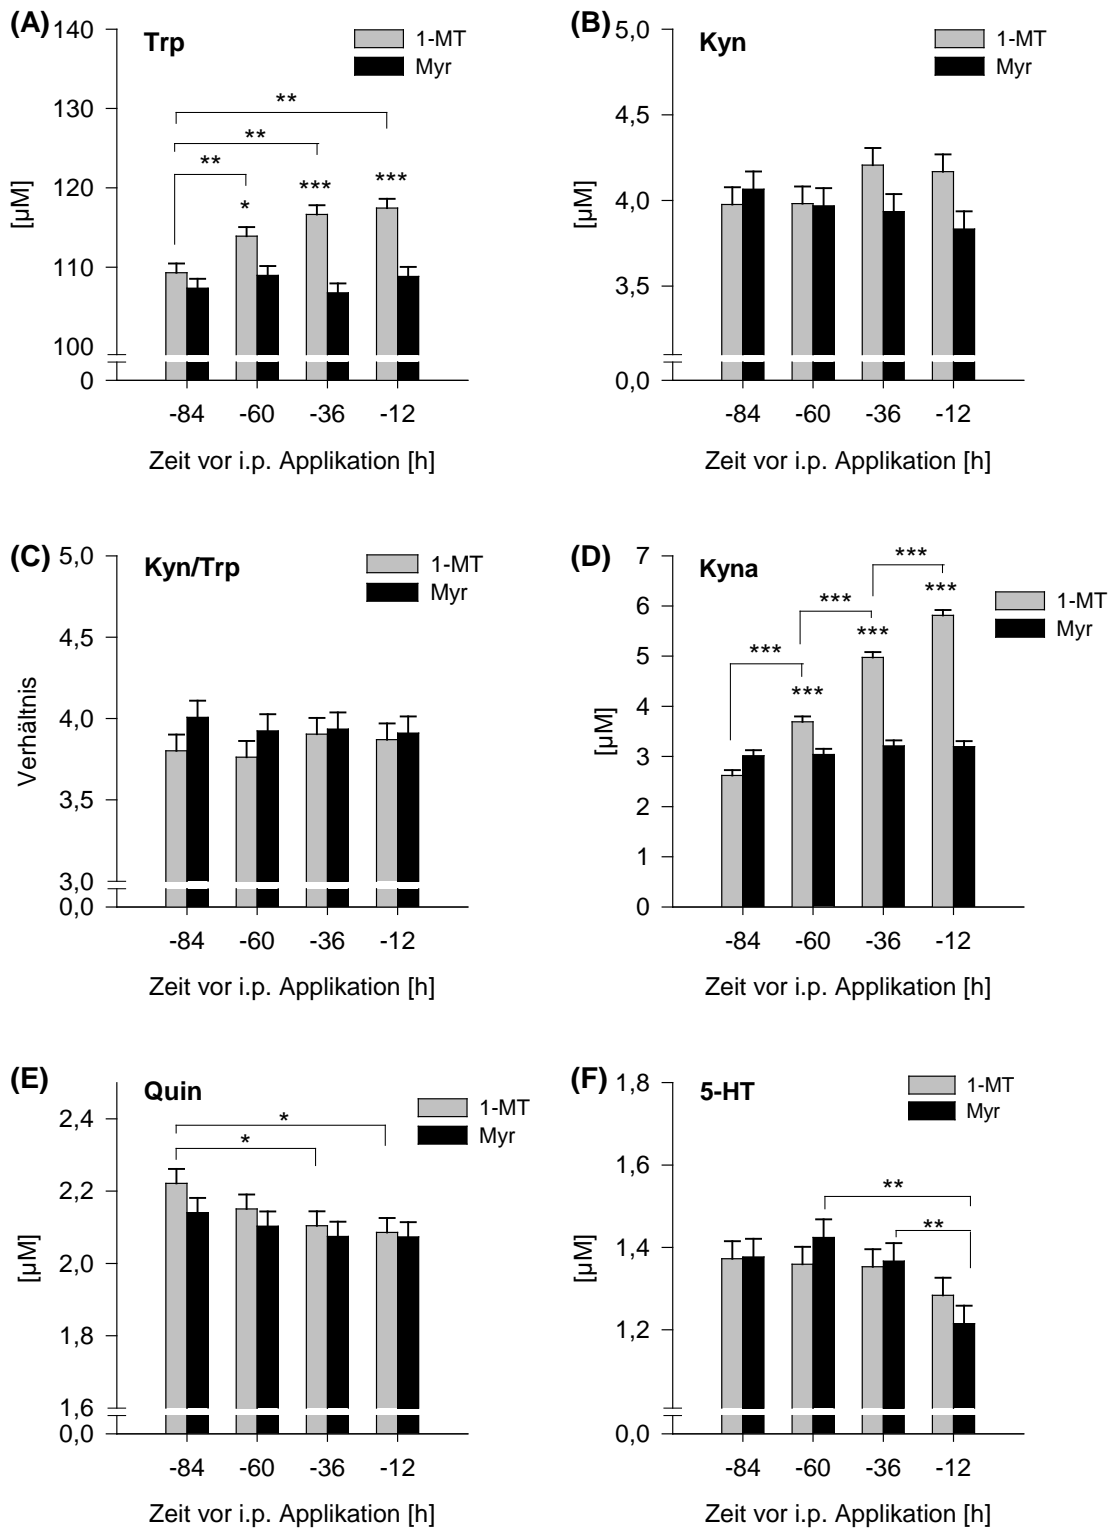 (A)
Trp
1-MT
Myr
[µM]
140
130
120
110
100
0
** ** ** * *** ***
-84 -60 -36 -12
Zeit vor i.p. Applikation [h]
(B)
Kyn
1-MT
Myr
[µM]
5,0
4,5
4,0
3,5
0,0
-84 -60 -36 -12
Zeit vor i.p. Applikation [h]
(C)
Kyn/Trp
1-MT
Myr
Verhältnis
5,0
4,5
4,0
3,5
3,0
0,0
-84 -60 -36 -12
Zeit vor i.p. Applikation [h]
(D)
Kyna
1-MT
Myr
[µM]
7
6
5
4
3
2
1
0
*** *** *** *** *** ***
-84 -60 -36 -12
Zeit vor i.p. Applikation [h]
(E)
Quin
1-MT
Myr
[µM]
2,4
2,2
2,0
1,8
1,6
0,0
* *
-84 -60 -36 -12
Zeit vor i.p. Applikation [h]
(F)
5-HT
1-MT
Myr
[µM]
1,8
1,6
1,4
1,2
0,0
** **
-84 -60 -36 -12
Zeit vor i.p. Applikation [h]